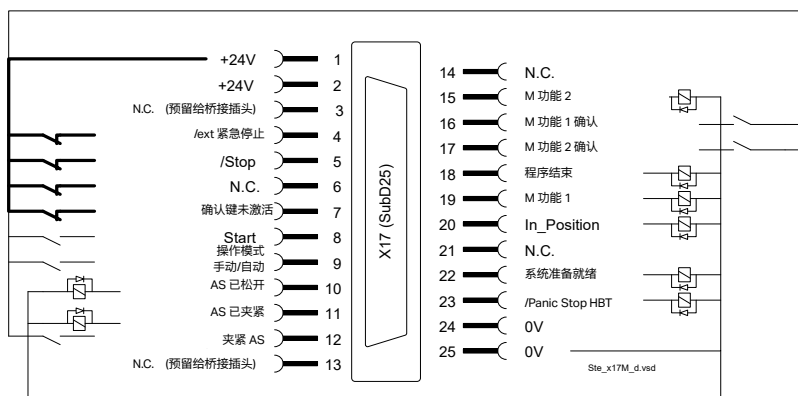 +24V 1
+24V 2
N.C. (预留给桥接插头) 3
/ext 紧急停止 4
/Stop 5
N.C. 6
确认键未激活 7
Start 8
操作模式
手动/自动 9
AS 已松开 10
AS 已夹紧 11
夹紧 AS 12
N.C. (预留给桥接插头) 13
X17 (SubD25)
14 N.C.
15 M 功能 2
16 M 功能 1 确认
17 M 功能 2 确认
18 程序结束
19 M 功能 1
20 In_Position
21 N.C.
22 系统准备就绪
23 /Panic Stop HBT
24 0V
25 0V
Ste_x17M_d.vsd